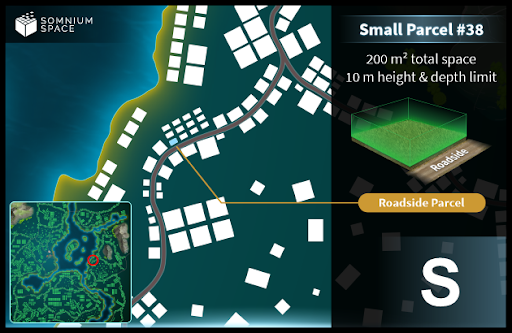 SOMNIUM
SPACE
Small Parcel #38
200 m² total space
10 m height & depth limit
Roadside
Roadside Parcel
S